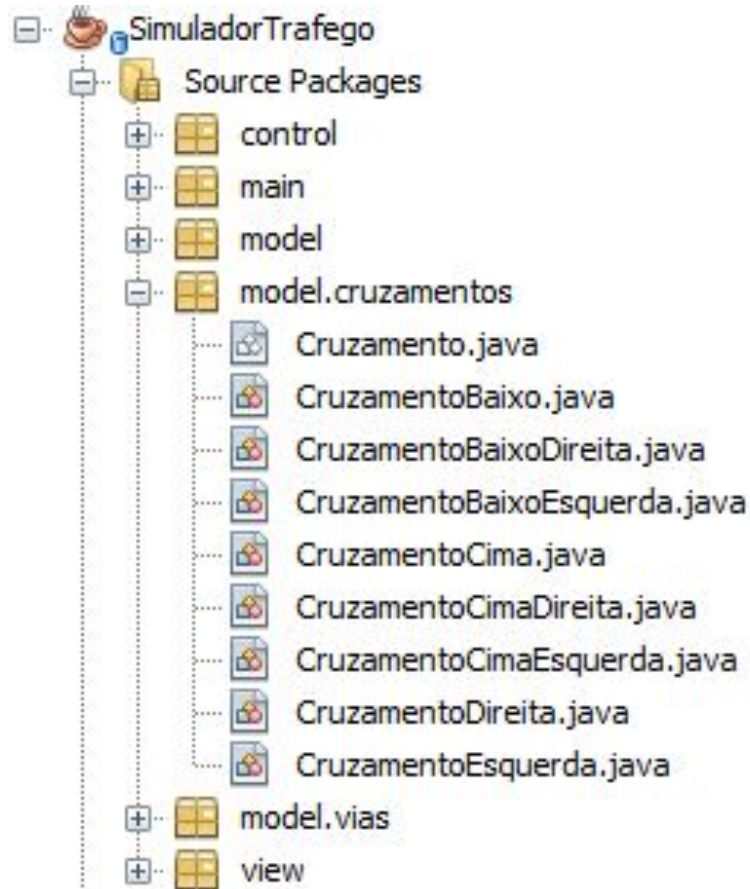 SimuladorTrafego
Source Packages
control
main
model
model.cruzamentos
Cruzamento.java
CruzamentoBaixo.java
CruzamentoBaixoDireita.java
CruzamentoBaixoEsquerda.java
CruzamentoCima.java
CruzamentoCimaDireita.java
CruzamentoCimaEsquerda.java
CruzamentoDireita.java
CruzamentoEsquerda.java
model.vias
view